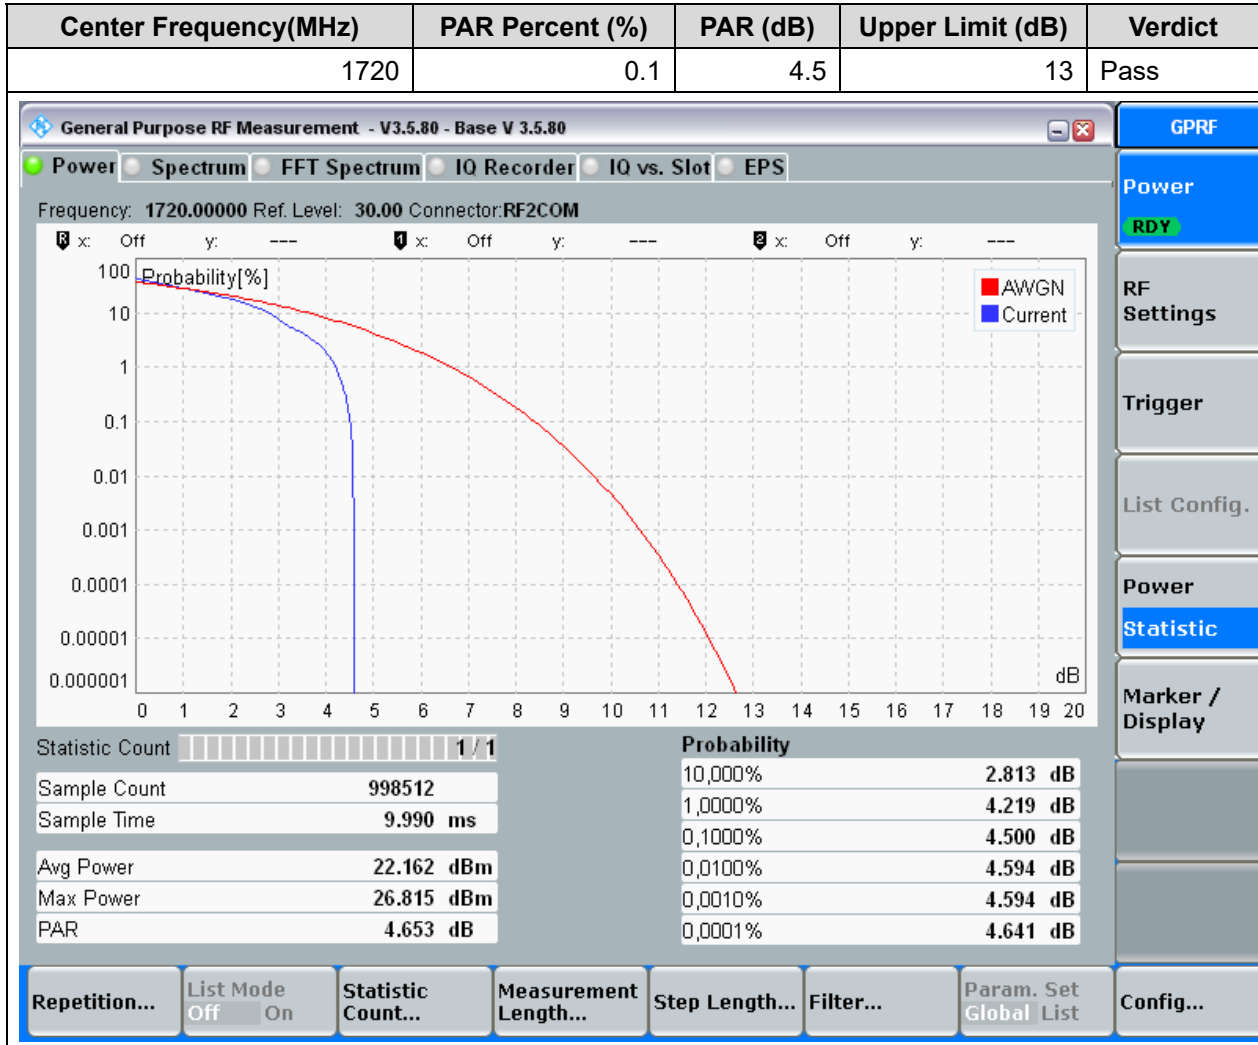 Center Frequency(MHz) PAR Percent (%) PAR (dB) Upper Limit (dB) Verdict
1720 0.1 4.5 13 Pass
General Purpose RF Measurement - V3.5.80 - Base V 3.5.80
GPRF
Power Spectrum FFT Spectrum IQ Recorder IQ vs. Slot EPS
Power
RDY
Frequency: 1720.00000 Ref. Level: 30.00 Connector:RF2COM
R x: Off y: --- 1 x: Off y: --- 2 x: Off y: ---
Probability[%]
AWGN
Current
100
10
1
0.1
0.01
0.001
0.0001
0.00001
0.000001
dB
0 1 2 3 4 5 6 7 8 9 10 11 12 13 14 15 16 17 18 19 20
RF
Settings
Trigger
List Config.
Power
Statistic
Marker /
Display
Statistic Count 1 / 1
Sample Count 998512
Sample Time 9.990 ms
Avg Power 22.162 dBm
Max Power 26.815 dBm
PAR 4.653 dB
Probability
10,000% 2.813 dB
1,0000% 4.219 dB
0,1000% 4.500 dB
0,0100% 4.594 dB
0,0010% 4.594 dB
0,0001% 4.641 dB
Repetition...
List Mode
Off On
Statistic
Count...
Measurement
Length...
Step Length...
Filter...
Param. Set
Global List
Config...